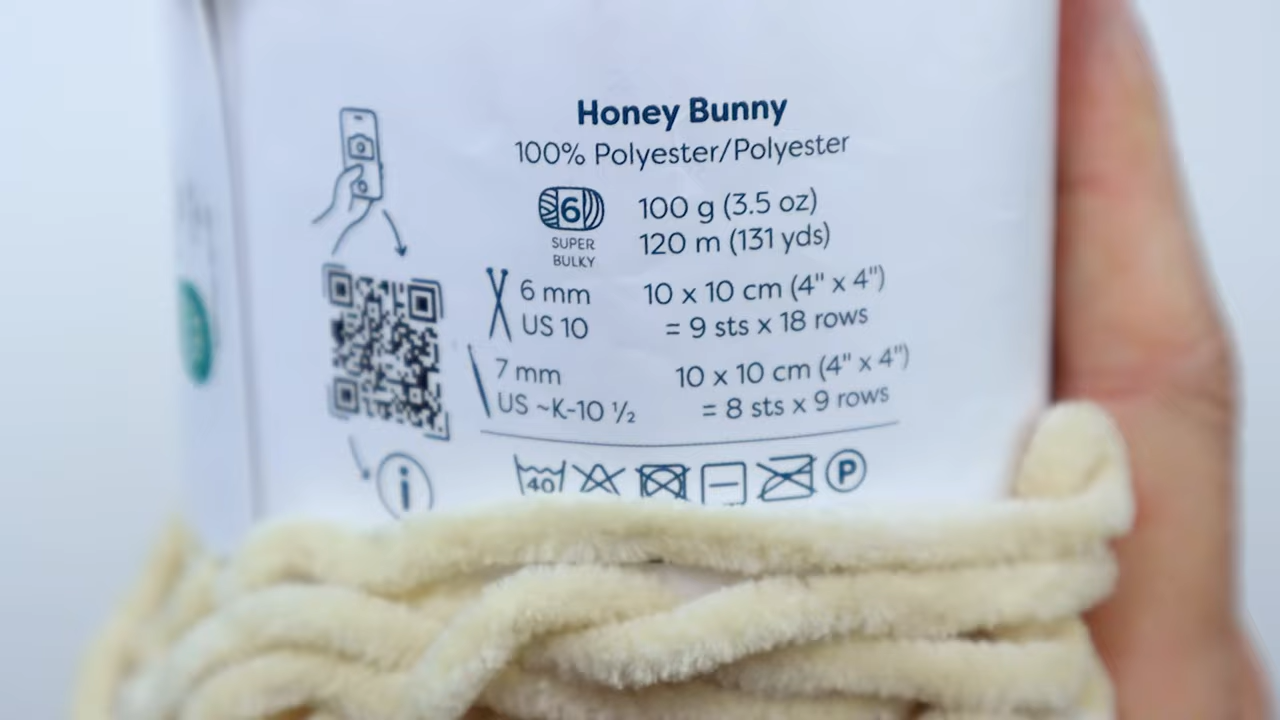 Honey Bunny
100% Polyester/Polyester
6
SUPER
BULKY
100 g (3.5 oz)
120 m (131 yds)
6 mm
US 10
10 x 10 cm (4" x 4")
= 9 sts x 18 rows
7 mm
US ~K-10 ½
10 x 10 cm (4" x 4")
= 8 sts x 9 rows
i
40
P